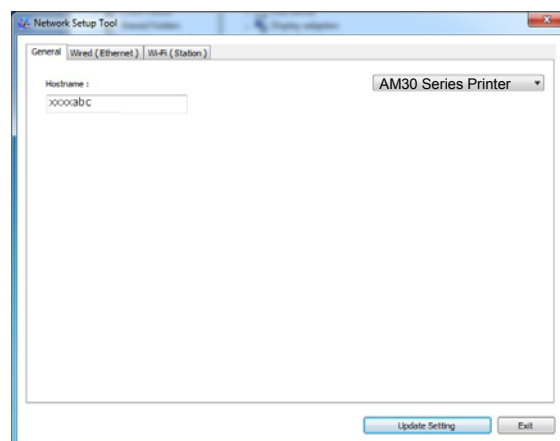 Network Setup Tool
General Wired ( Ethernet ) Wi-Fi ( Station )
Hostname :
AM30 Series Printer
xxxxabc
Update Setting Exit